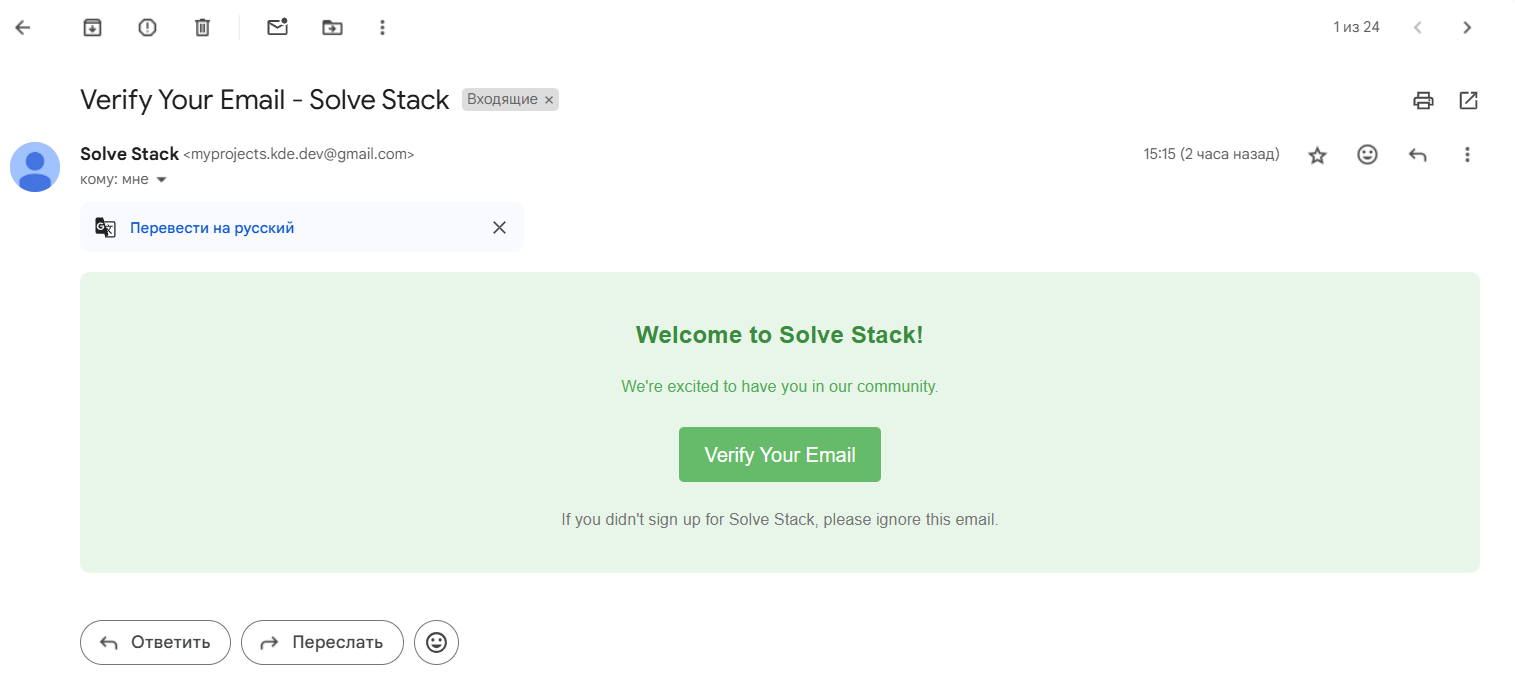 1 из 24
Verify Your Email - Solve Stack Входящие ×
Solve Stack <myprojects.kde.dev@gmail.com> 15:15 (2 часа назад)
кому: мне
Перевести на русский
Welcome to Solve Stack!
We're excited to have you in our community.
Verify Your Email
If you didn't sign up for Solve Stack, please ignore this email.
Ответить Переслать